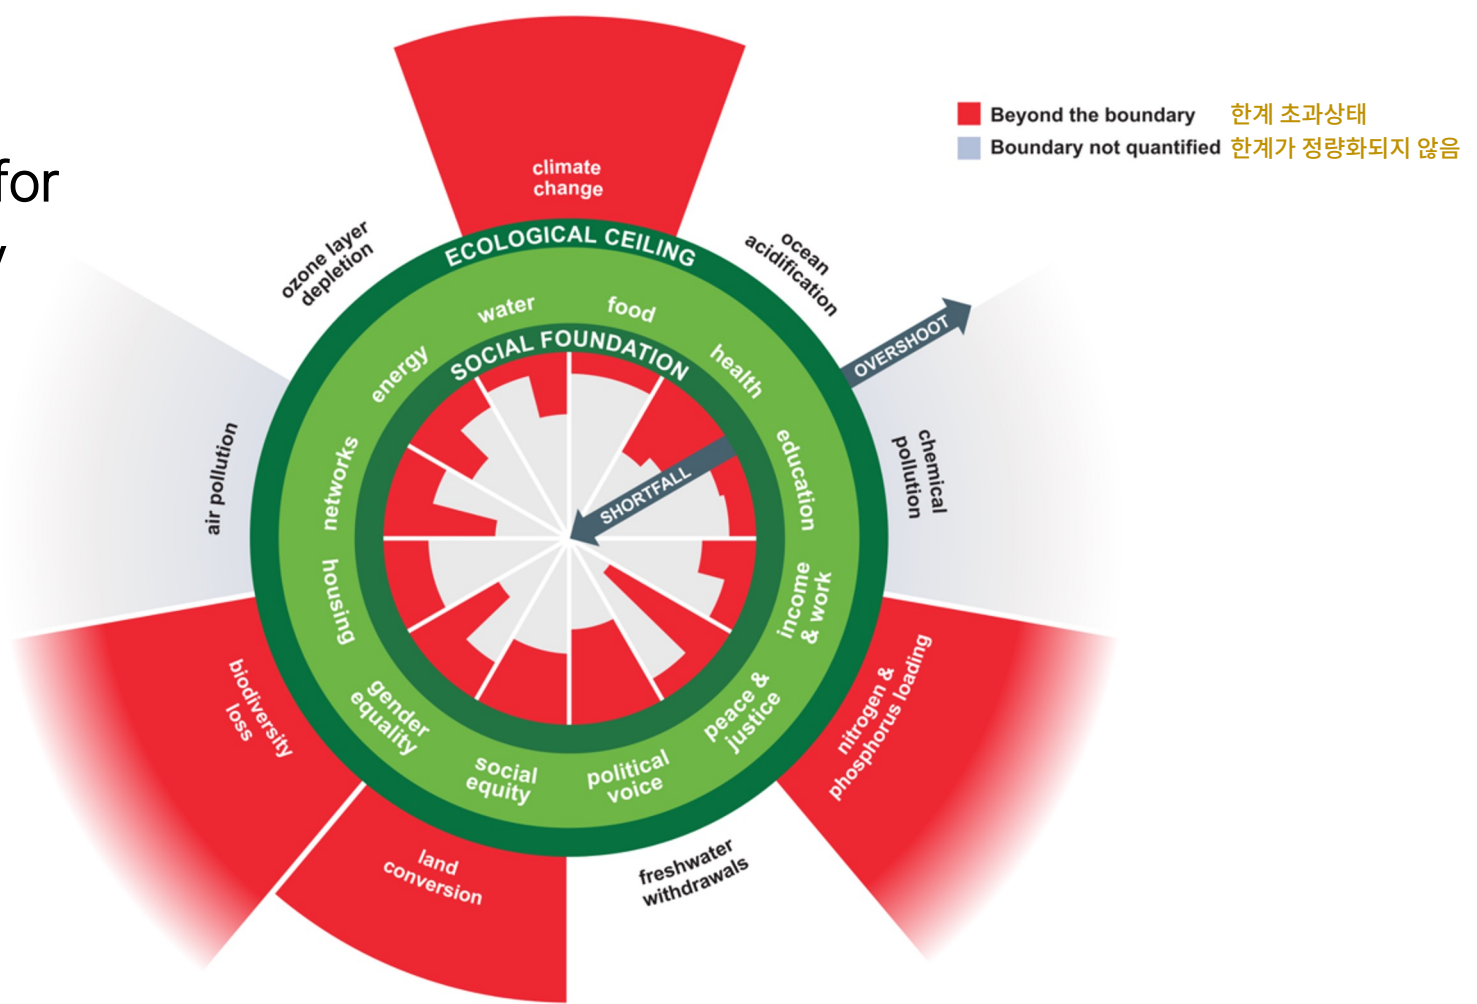 for
y
Beyond the boundary 한계 초과상태
Boundary not quantified 한계가 정량화되지 않음
climate
change
ozone layer
depletion
ocean
acidification
ECOLOGICAL CEILING
OVERSHOOT
water
food
energy
health
SOCIAL FOUNDATION
networks
education
SHORTFALL
air pollution
chemical
pollution
housing
income
& work
biodiversity
loss
nitrogen &
phosphorus loading
gender
equality
peace &
justice
social
equity
political
voice
land
conversion
freshwater
withdrawals